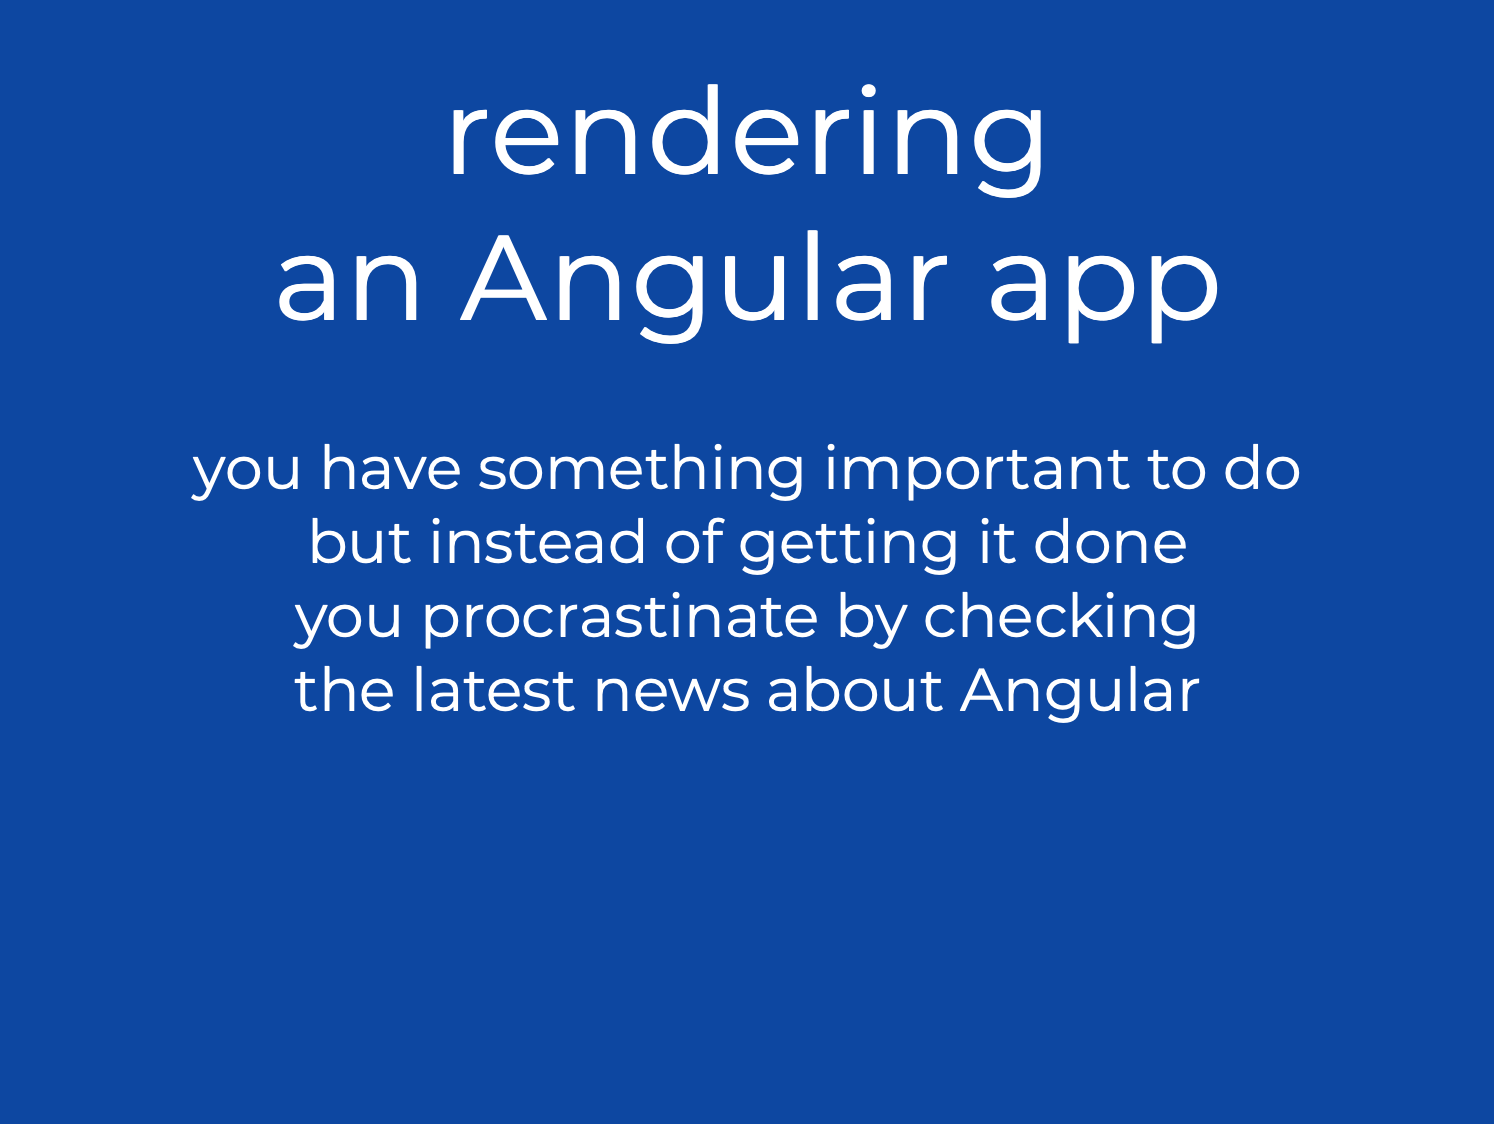 rendering
an Angular app
you have something important to do
but instead of getting it done
you procrastinate by checking
the latest news about Angular